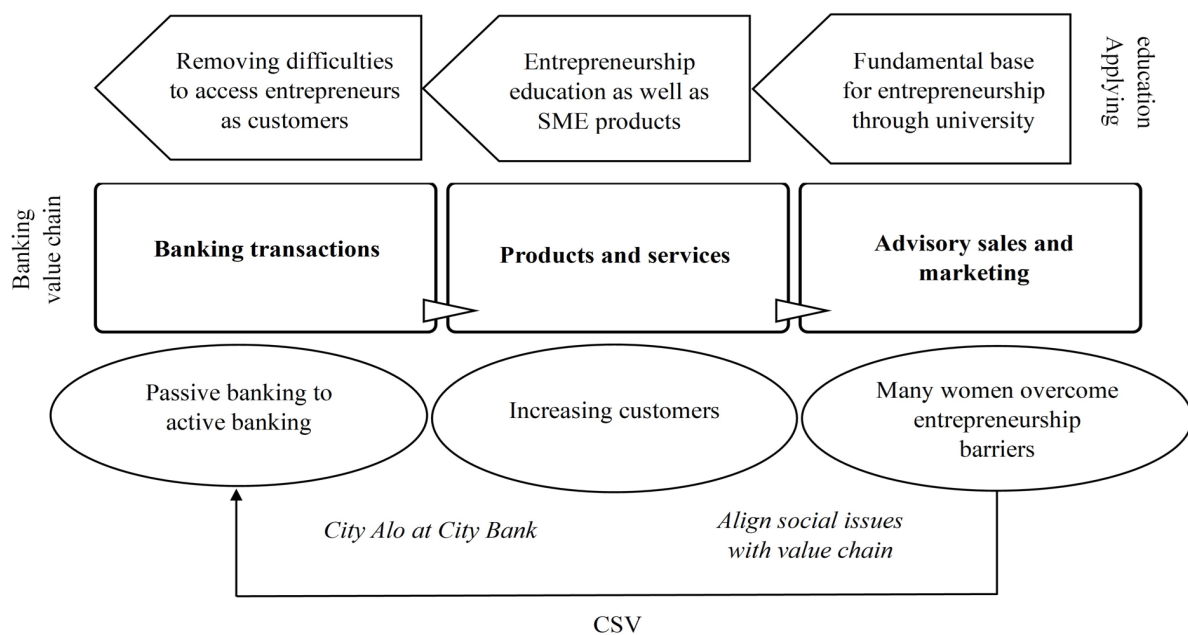 Removing difficulties
to access entrepreneurs
as customers
Entrepreneurship
education as well as
SME products
Fundamental base
for entrepreneurship
through university
Applying
education
Banking
value chain
Banking transactions
Products and services
Advisory sales and
marketing
Passive banking to
active banking
Increasing customers
Many women overcome
entrepreneurship
barriers
City Alo at City Bank
Align social issues
with value chain
CSV